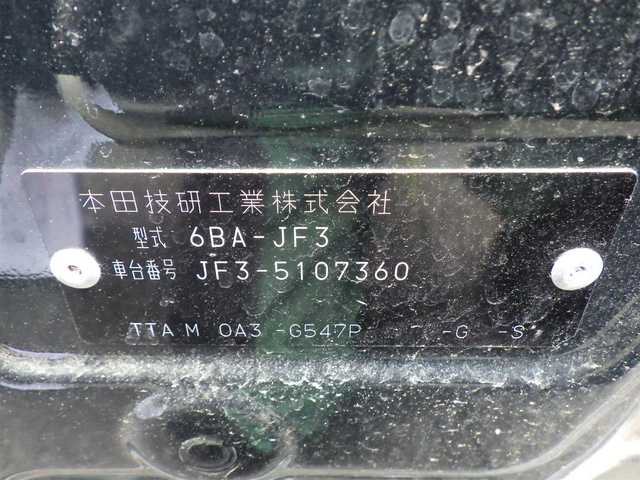 本田技研工業株式会社
型式 6BA-JF3
車台番号 JF3-5107360
TTA M 0A3 -G547P -G -S